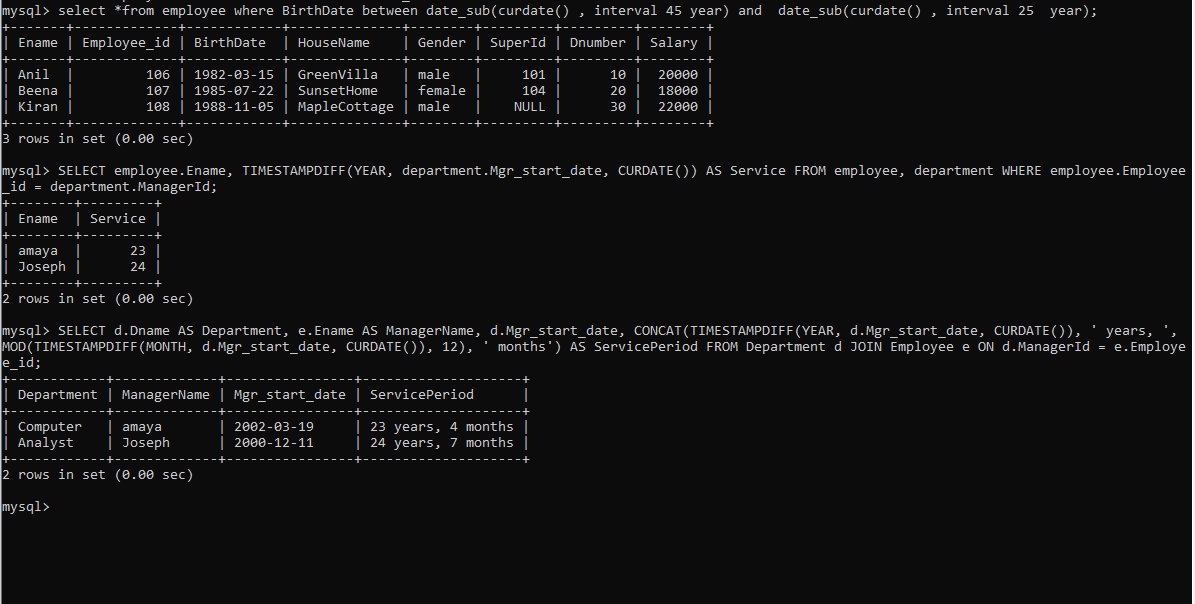 mysql> select *from employee where BirthDate between date_sub(curdate() , interval 45 year) and  date_sub(curdate() , interval 25  year);
+--------+-------------+------------+--------------+--------+---------+---------+--------+
| Ename | Employee_id | BirthDate  | HouseName    | Gender | SuperId | Dnumber | Salary |
+--------+-------------+------------+--------------+--------+---------+---------+--------+
| Anil  |         106 | 1982-03-15 | GreenVilla   | male   |     101 |      10 |  20000 |
| Beena |         107 | 1985-07-22 | SunsetHome   | female |     104 |      20 |  18000 |
| Kiran |         108 | 1988-11-05 | MapleCottage | male   |    NULL |      30 |  22000 |
+--------+-------------+------------+--------------+--------+---------+---------+--------+
3 rows in set (0.00 sec)
mysql> SELECT employee.Ename, TIMESTAMPDIFF(YEAR, department.Mgr_start_date, CURDATE()) AS Service FROM employee, department WHERE employee.Employee
_id = department.ManagerId;
+--------+---------+
| Ename  | Service |
+--------+---------+
| amaya  |      23 |
| Joseph |      24 |
+--------+---------+
2 rows in set (0.00 sec)
mysql> SELECT d.Dname AS Department, e.Ename AS ManagerName, d.Mgr_start_date, CONCAT(TIMESTAMPDIFF(YEAR, d.Mgr_start_date, CURDATE()), ' years, ',
MOD(TIMESTAMPDIFF(MONTH, d.Mgr_start_date, CURDATE()), 12), ' months') AS ServicePeriod FROM Department d JOIN Employee e ON d.ManagerId = e.Employe
e_id;
+------------+-------------+----------------+--------------------+
| Department | ManagerName | Mgr_start_date | ServicePeriod      |
+------------+-------------+----------------+--------------------+
| Computer   | amaya       | 2002-03-19     | 23 years, 4 months |
| Analyst    | Joseph      | 2000-12-11     | 24 years, 7 months |
+------------+-------------+----------------+--------------------+
2 rows in set (0.00 sec)
mysql>